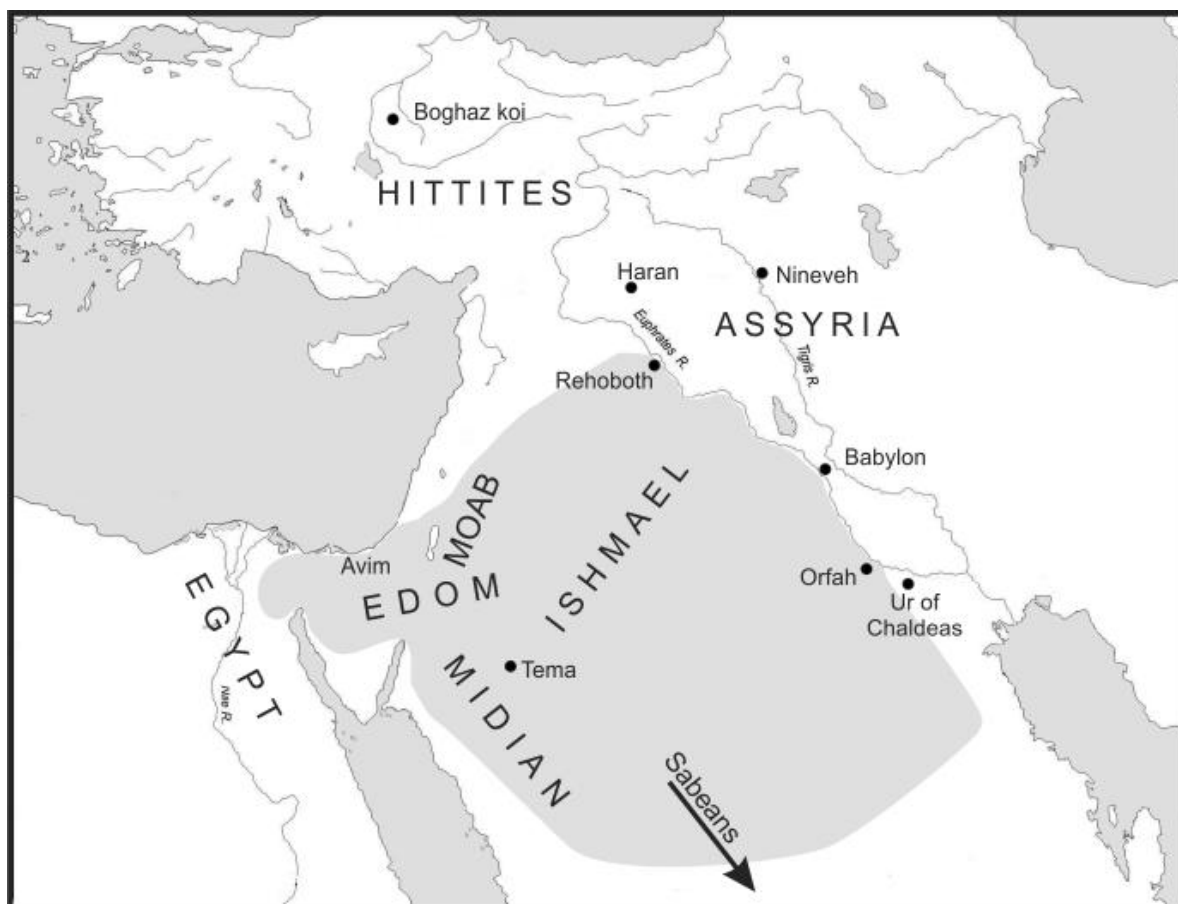 Boghaz koi
HITTITES
Haran
Nineveh
ASSYRIA
Euphrates R.
Tigris R.
Rehoboth
Babylon
MOAB
ISHMAEL
Avim
EDOM
Orfah
Ur of
Chaldeas
EGYPT
Tema
MIDIAN
Sabeans